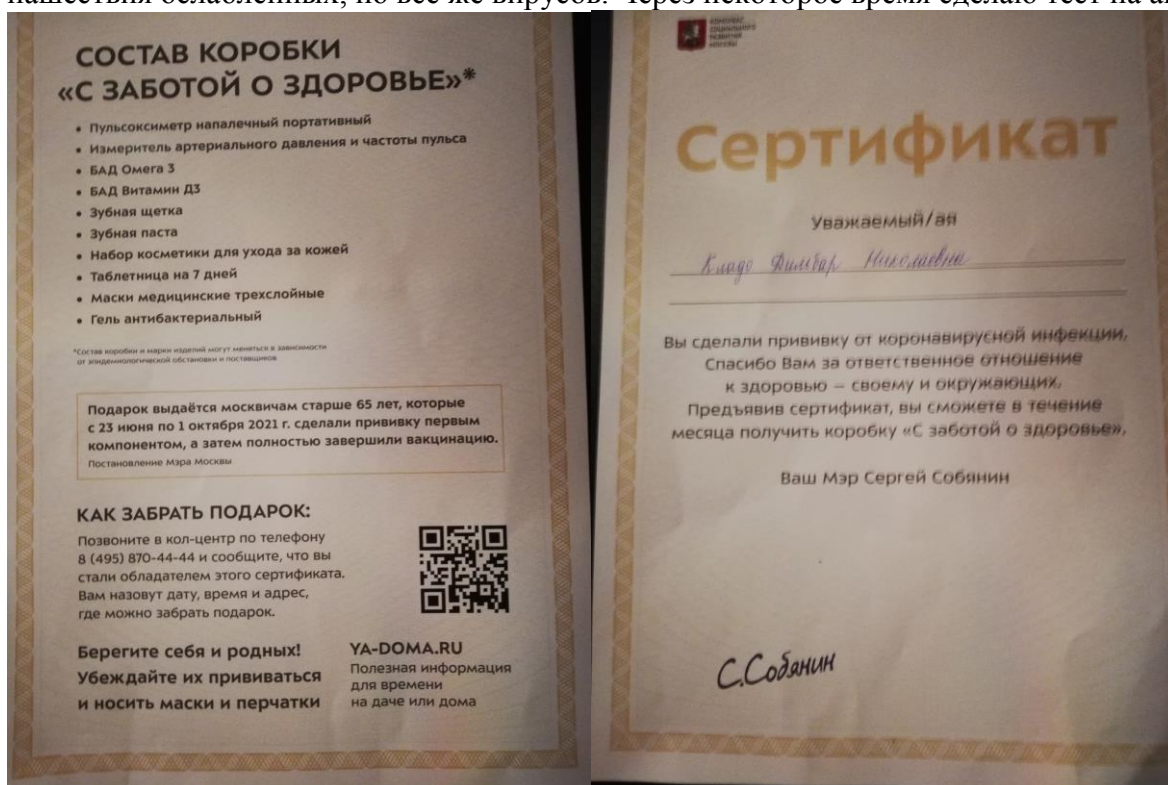 нашествия ослабленных, но все же вирусов. Через некоторое время сделаю тест на ан
СОСТАВ КОРОБКИ
«С ЗАБОТОЙ О ЗДОРОВЬЕ»*
• Пульсоксиметр напалечный портативный
• Измеритель артериального давления и частоты пульса
• БАД Омега 3
• БАД Витамин Д3
• Зубная щетка
• Зубная паста
• Набор косметики для ухода за кожей
• Таблетница на 7 дней
• Маски медицинские трехслойные
• Гель антибактериальный
*Состав коробки и марки изделий могут меняться в зависимости
от эпидемиологической обстановки и поставщиков
Подарок выдаётся москвичам старше 65 лет, которые
с 23 июня по 1 октября 2021 г. сделали прививку первым
компонентом, а затем полностью завершили вакцинацию.
Постановление Мэра Москвы
КАК ЗАБРАТЬ ПОДАРОК:
Позвоните в кол-центр по телефону
8 (495) 870-44-44 и сообщите, что вы
стали обладателем этого сертификата.
Вам назовут дату, время и адрес,
где можно забрать подарок.
Берегите себя и родных!
Убеждайте их прививаться
и носить маски и перчатки
YA-DOMA.RU
Полезная информация
для времени
на даче или дома
КОМПЛЕКС
СОЦИАЛЬНОГО
РАЗВИТИЯ
МОСКВЫ
Сертификат
Уважаемый/ая
Кладо Дильбар Николаевна
Вы сделали прививку от коронавирусной инфекции,
Спасибо Вам за ответственное отношение
к здоровью – своему и окружающих,
Предъявив сертификат, вы сможете в течение
месяца получить коробку «С заботой о здоровье»,
Ваш Мэр Сергей Собянин
С.Собянин